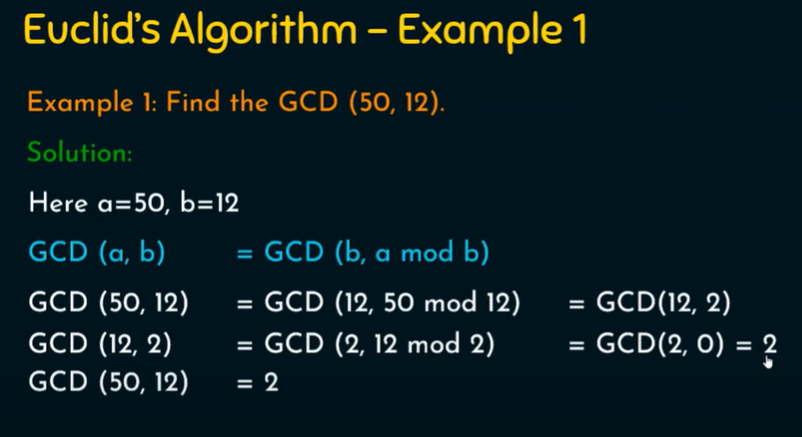 Euclid's Algorithm – Example 1
Example 1: Find the GCD (50, 12).
Solution:
Here a=50, b=12
GCD (a, b) = GCD (b, a mod b)
GCD (50, 12) = GCD (12, 50 mod 12) = GCD(12, 2)
GCD (12, 2) = GCD (2, 12 mod 2) = GCD(2, 0) = 2
GCD (50, 12) = 2